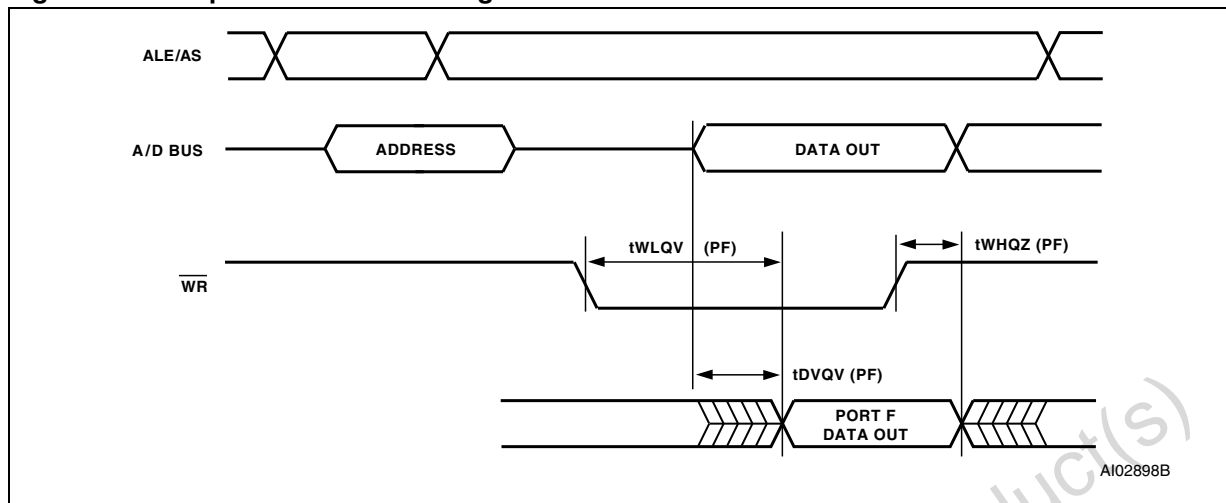 ALE/AS
A/D BUS
ADDRESS
DATA OUT
tWLQV (PF)
tWHQZ (PF)
WR
tDVQV (PF)
PORT F
DATA OUT
AI02898B